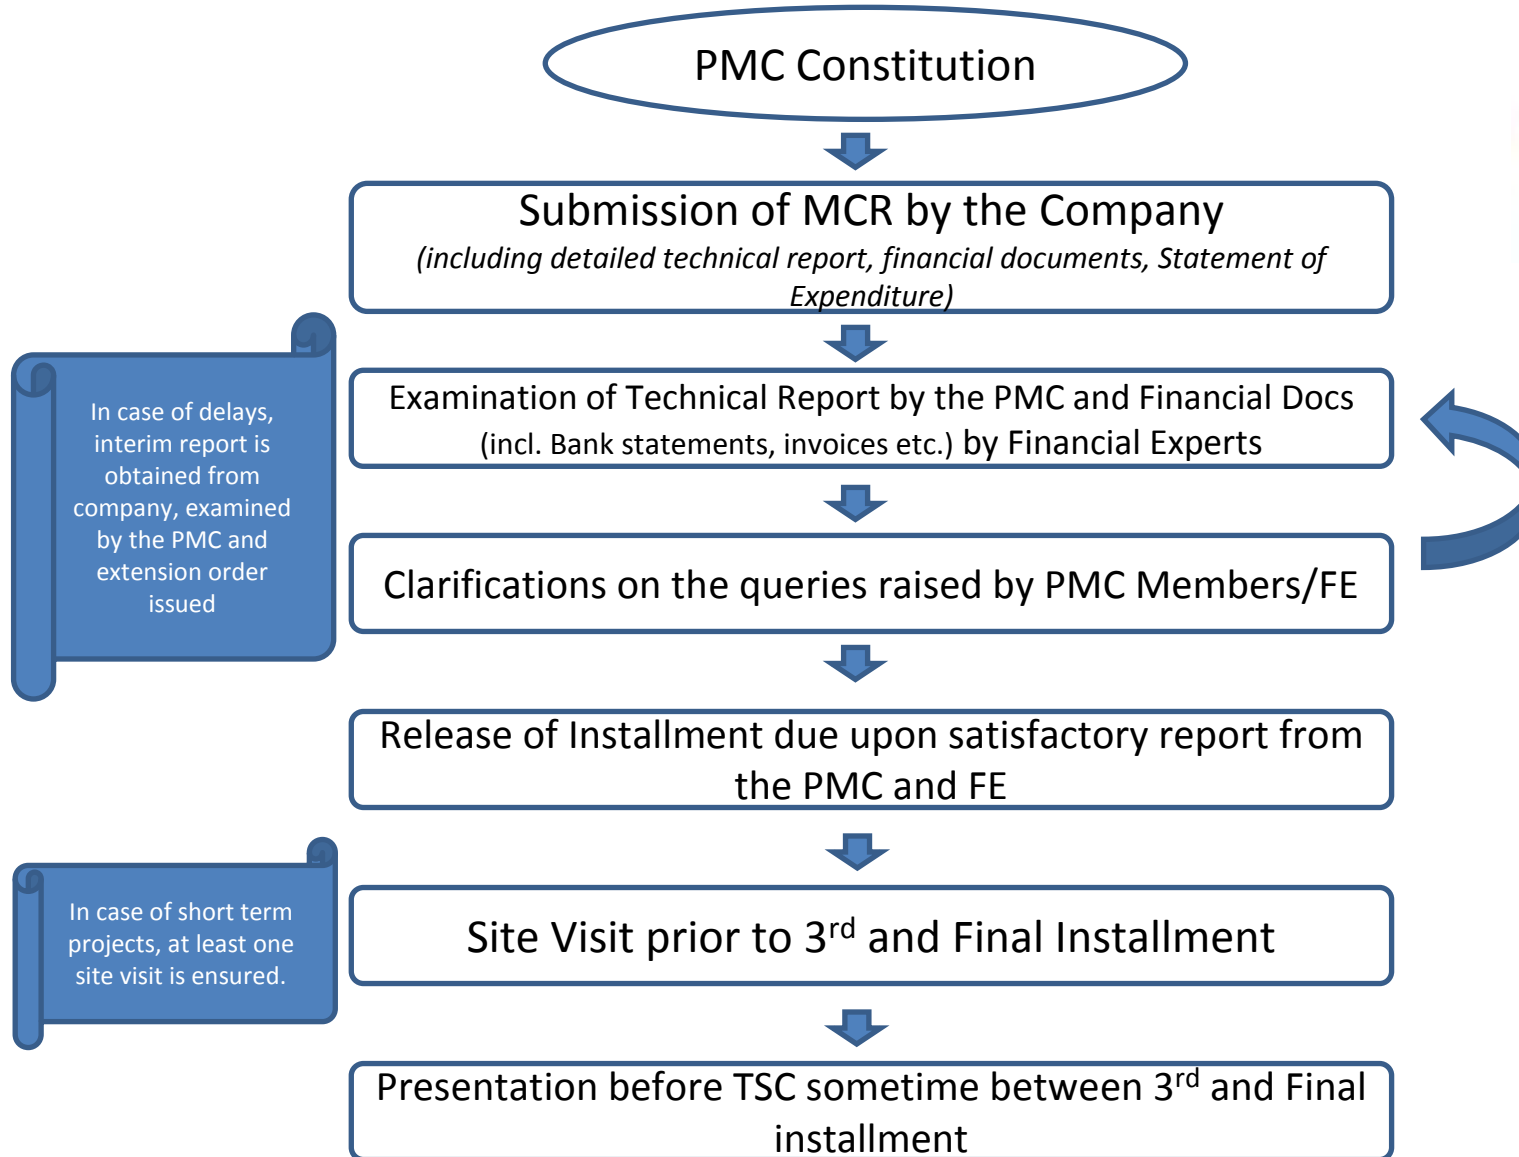 PMC Constitution
Submission of MCR by the Company
(including detailed technical report, financial documents, Statement of
Expenditure)
In case of delays,
interim report is
obtained from
company, examined
by the PMC and
extension order
issued
Examination of Technical Report by the PMC and Financial Docs
(incl. Bank statements, invoices etc.) by Financial Experts
Clarifications on the queries raised by PMC Members/FE
Release of Installment due upon satisfactory report from
the PMC and FE
In case of short term
projects, at least one
site visit is ensured.
Site Visit prior to 3rd and Final Installment
Presentation before TSC sometime between 3rd and Final
installment